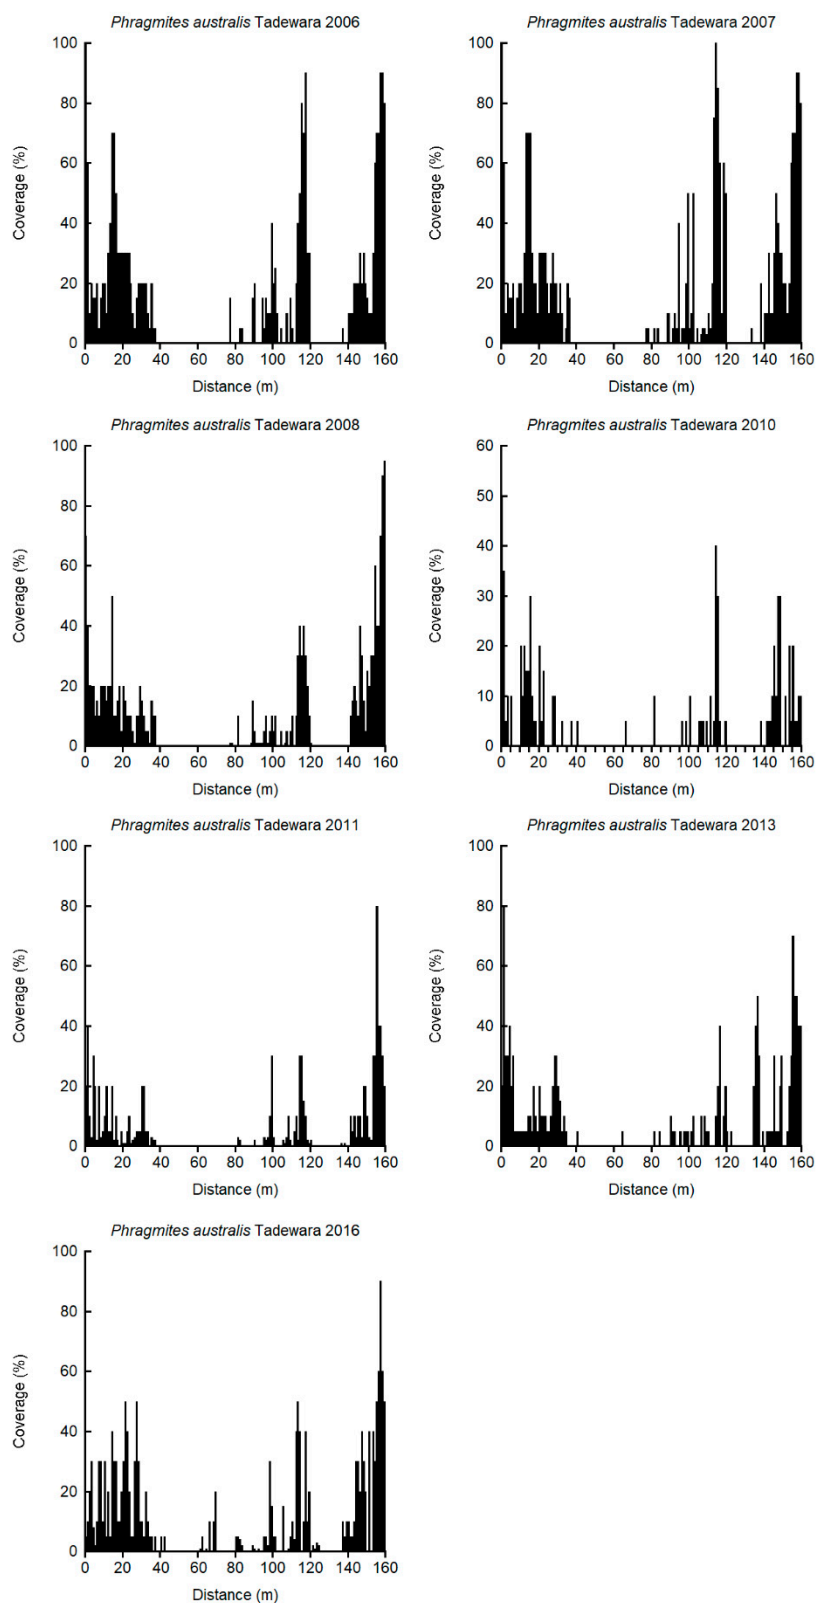 Phragmites australis Tadewara 2006
100
80
60
40
20
0
Coverage (%)
0 20 40 60 80 100 120 140 160
Distance (m)
Phragmites australis Tadewara 2007
100
80
60
40
20
0
Coverage (%)
0 20 40 60 80 100 120 140 160
Distance (m)
Phragmites australis Tadewara 2008
100
80
60
40
20
0
Coverage (%)
0 20 40 60 80 100 120 140 160
Distance (m)
Phragmites australis Tadewara 2010
60
50
40
30
20
10
0
Coverage (%)
0 20 40 60 80 100 120 140 160
Distance (m)
Phragmites australis Tadewara 2011
100
80
60
40
20
0
Coverage (%)
0 20 40 60 80 100 120 140 160
Distance (m)
Phragmites australis Tadewara 2013
100
80
60
40
20
0
Coverage (%)
0 20 40 60 80 100 120 140 160
Distance (m)
Phragmites australis Tadewara 2016
100
80
60
40
20
0
Coverage (%)
0 20 40 60 80 100 120 140 160
Distance (m)